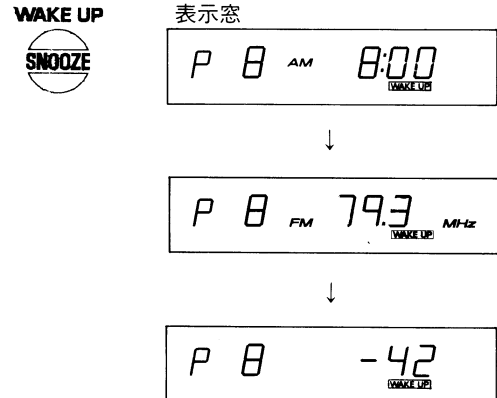 WAKE UP
SNOOZE
表示窓
P 8 AM 8:00
WAKE UP
↓
P 8 FM 79.3 MHz
WAKE UP
↓
P 8 -42
WAKE UP